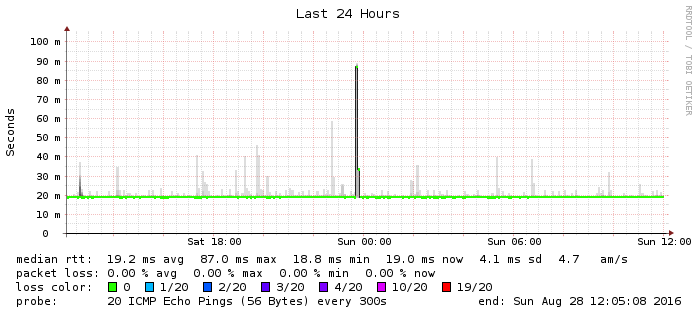 Last 24 Hours
RRDTOOL / TOBI OETIKER
Seconds
100 m
90 m
80 m
70 m
60 m
50 m
40 m
30 m
20 m
10 m
0
Sat 18:00 Sun 00:00 Sun 06:00 Sun 12:00
median rtt: 19.2 ms avg 87.0 ms max 18.8 ms min 19.0 ms now 4.1 ms sd 4.7 am/s
packet loss: 0.00 % avg 0.00 % max 0.00 % min 0.00 % now
loss color: 0 1/20 2/20 3/20 4/20 10/20 19/20
probe: 20 ICMP Echo Pings (56 Bytes) every 300s end: Sun Aug 28 12:05:08 2016